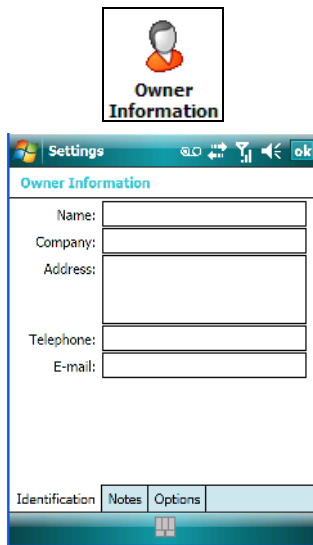 Owner
Information
Settings ok
Owner Information
Name:
Company:
Address:
Telephone:
E-mail:
Identification Notes Options